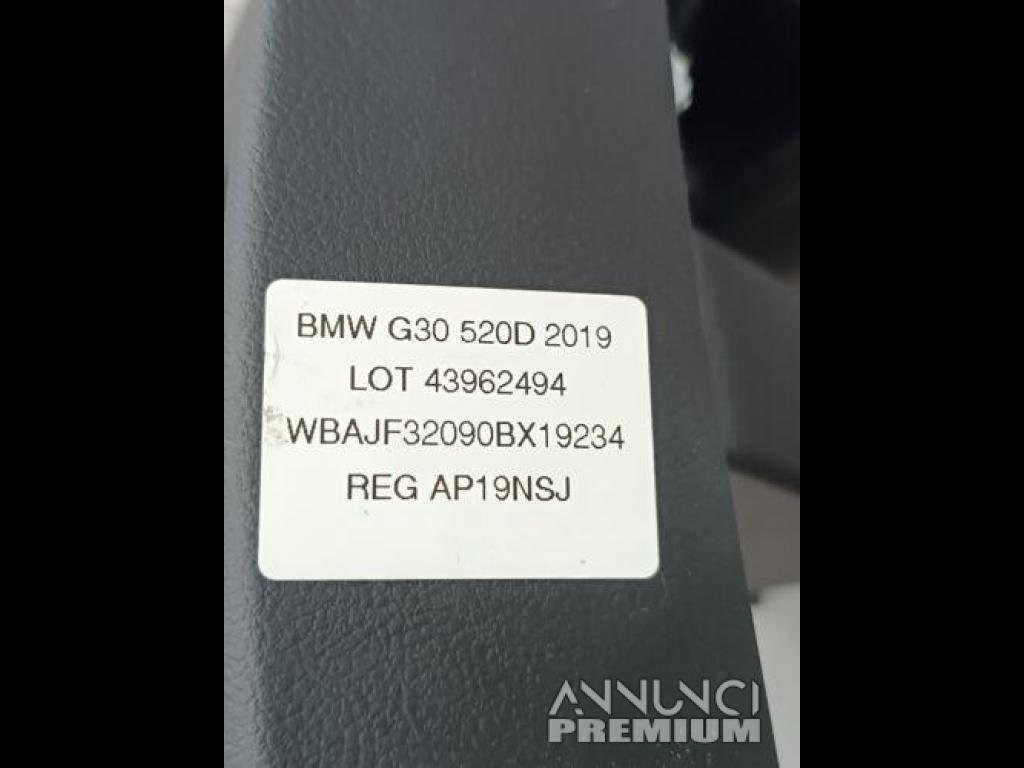 BMW G30 520D 2019
LOT 43962494
WBAJF32090BX19234
REG AP19NSJ
ANNUNCI
PREMIUM